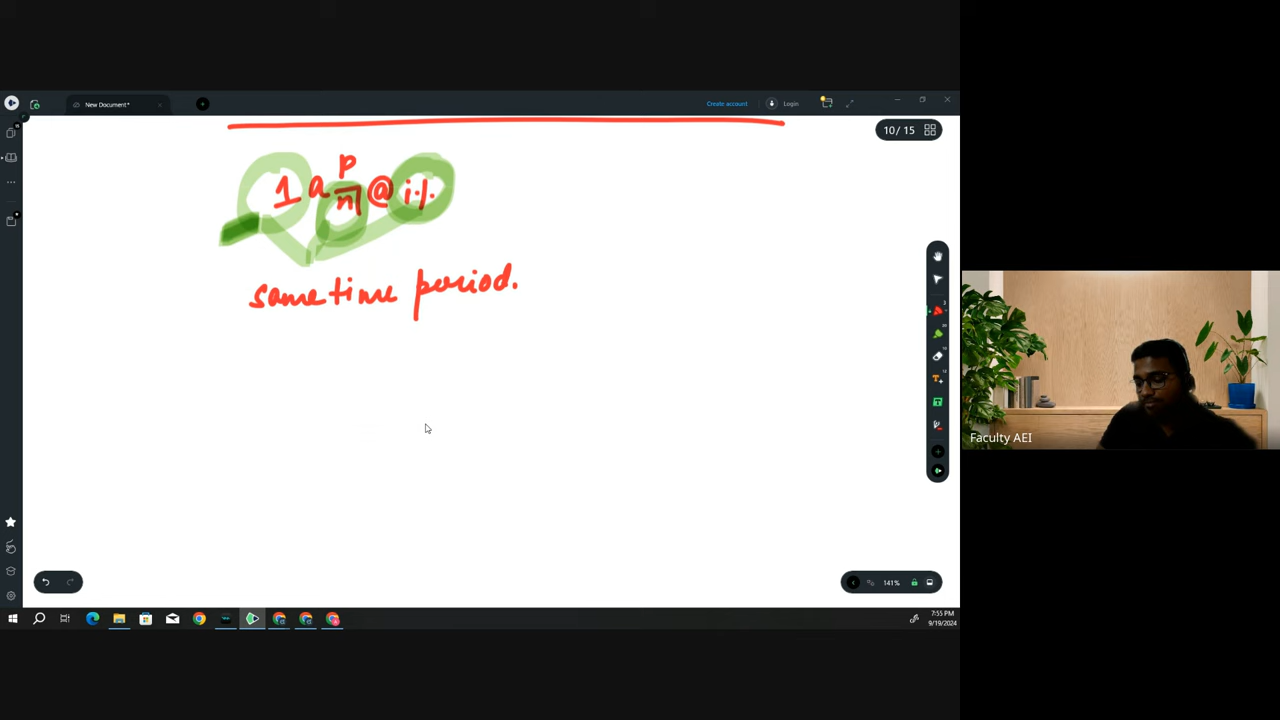 New Document*
Create account
Login
10/ 15
p
1 a n @ i%.
same time period.
Faculty AEI
141%
7:55 PM
9/19/2024